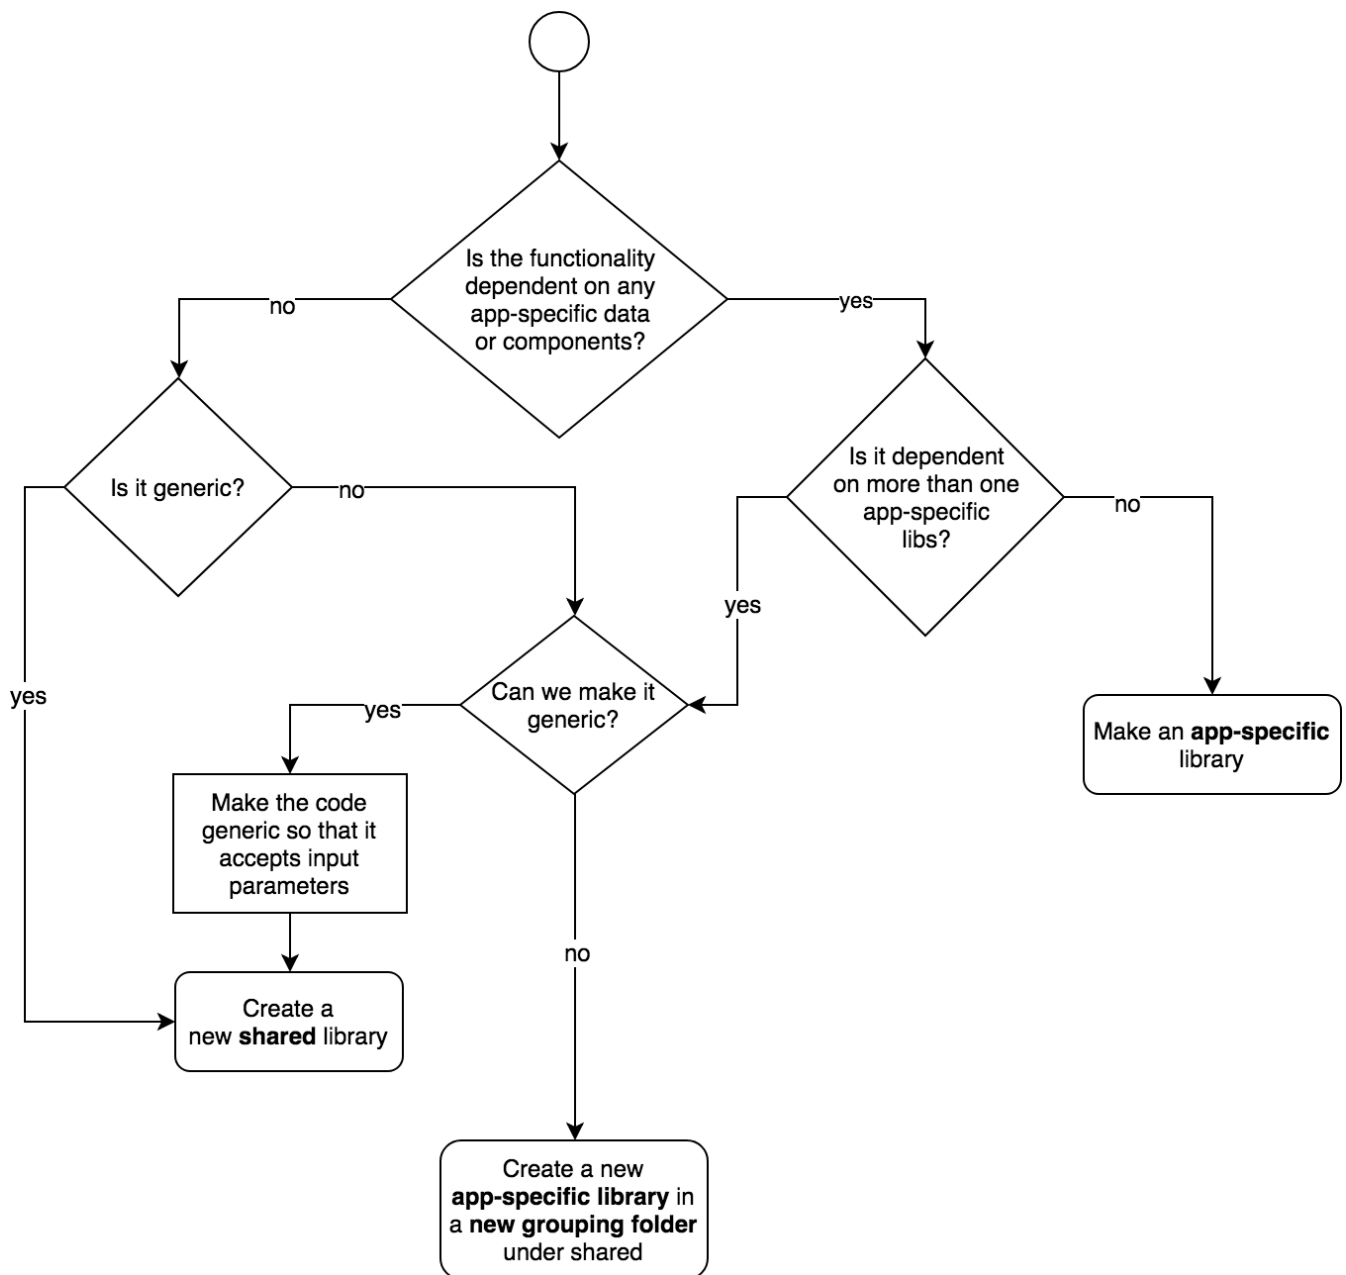 Is the functionality
dependent on any
app-specific data
or components?
no
yes
Is it generic?
no
Is it dependent
on more than one
app-specific
libs?
no
yes
yes
Can we make it
generic?
yes
Make an app-specific
library
Make the code
generic so that it
accepts input
parameters
no
Create a
new shared library
Create a new
app-specific library in
a new grouping folder
under shared